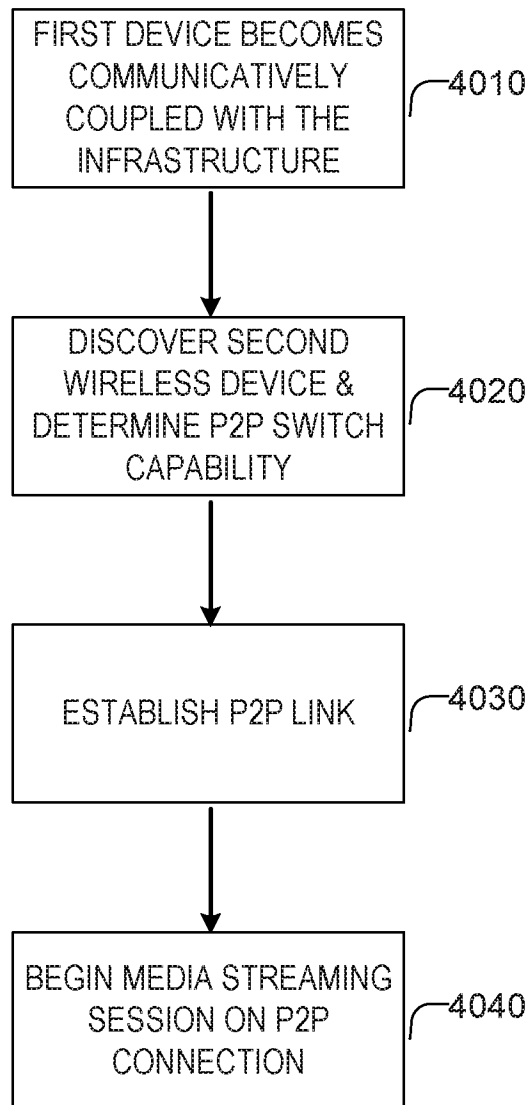 FIRST DEVICE BECOMES
COMMUNICATIVELY
COUPLED WITH THE
INFRASTRUCTURE
4010
DISCOVER SECOND
WIRELESS DEVICE &
DETERMINE P2P SWITCH
CAPABILITY
4020
ESTABLISH P2P LINK
4030
BEGIN MEDIA STREAMING
SESSION ON P2P
CONNECTION
4040